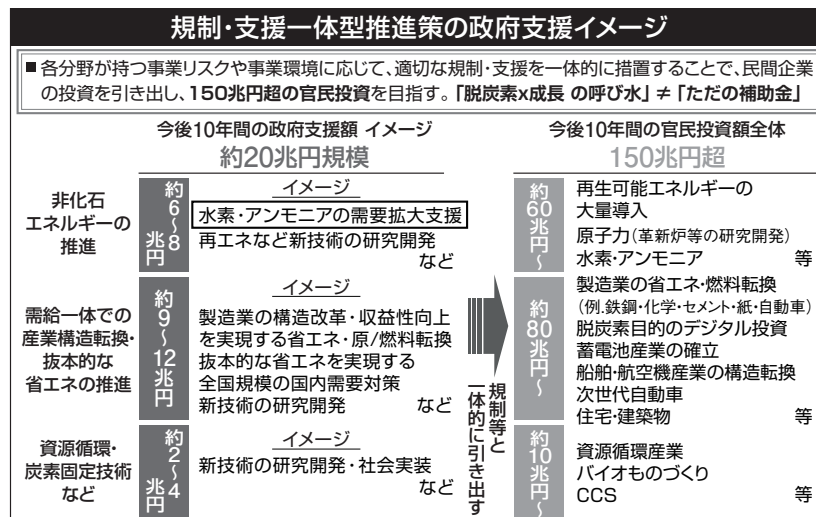 規制・支援一体型推進策の政府支援イメージ
■各分野が持つ事業リスクや事業環境に応じて、適切な規制・支援を一体的に措置することで、民間企業
の投資を引き出し、150兆円超の官民投資を目指す。「脱炭素x成長 の呼び水」≠「ただの補助金」
今後10年間の政府支援額 イメージ
約20兆円規模
今後10年間の官民投資額全体
150兆円超
非化石
エネルギーの
推進
約6〜8兆円
イメージ
水素・アンモニアの需要拡大支援
再エネなど新技術の研究開発
など
約60兆円〜
再生可能エネルギーの
大量導入
原子力(革新炉等の研究開発)
水素・アンモニア 等
需給一体での
産業構造転換・
抜本的な
省エネの推進
約9〜12兆円
イメージ
製造業の構造改革・収益性向上
を実現する省エネ・原/燃料転換
抜本的な省エネを実現する
全国規模の国内需要対策
新技術の研究開発 など
規制等と
一体的に引き出す
約80兆円〜
製造業の省エネ・燃料転換
(例.鉄鋼・化学・セメント・紙・自動車)
脱炭素目的のデジタル投資
蓄電池産業の確立
船舶・航空機産業の構造転換
次世代自動車
住宅・建築物 等
資源循環・
炭素固定技術
など
約2〜4兆円
イメージ
新技術の研究開発・社会実装
など
約10兆円〜
資源循環産業
バイオものづくり
CCS 等